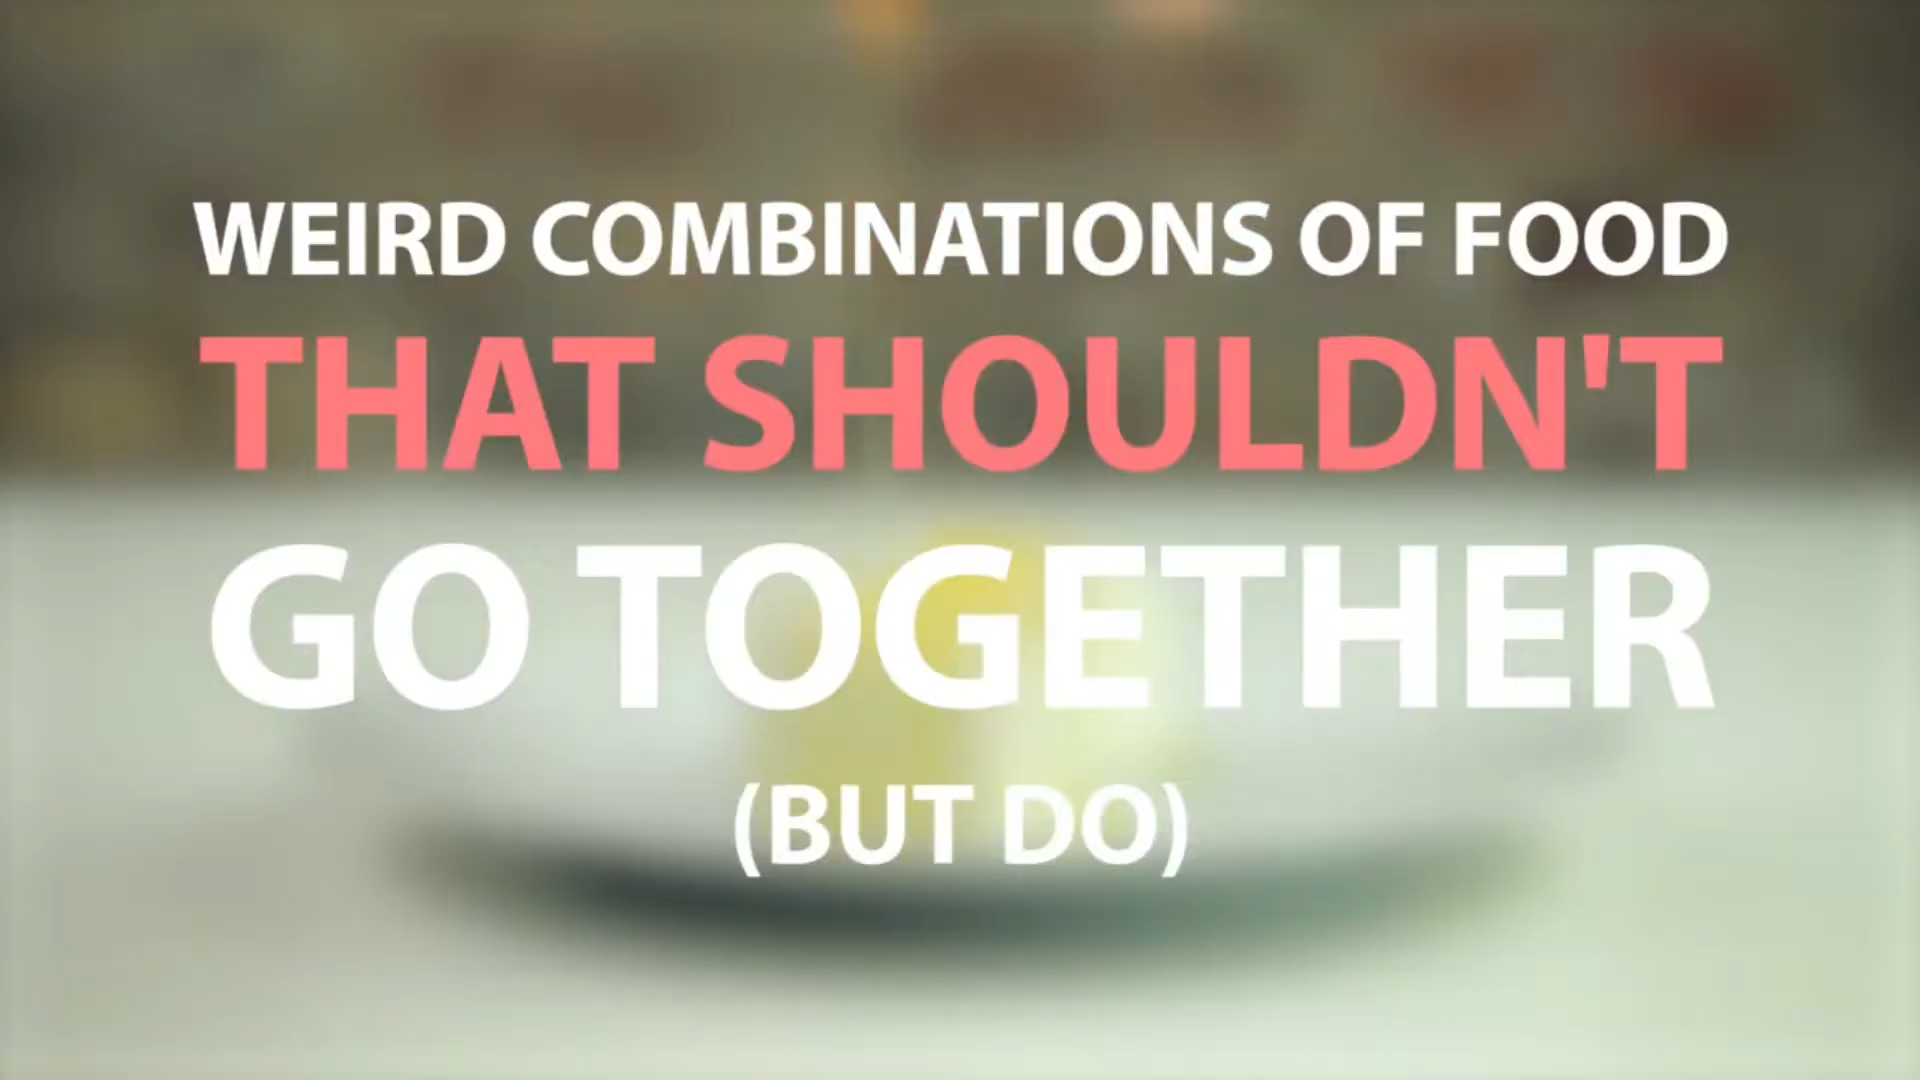 WEIRD COMBINATIONS OF FOOD
THAT SHOULDN'T
GO TOGETHER
(BUT DO)